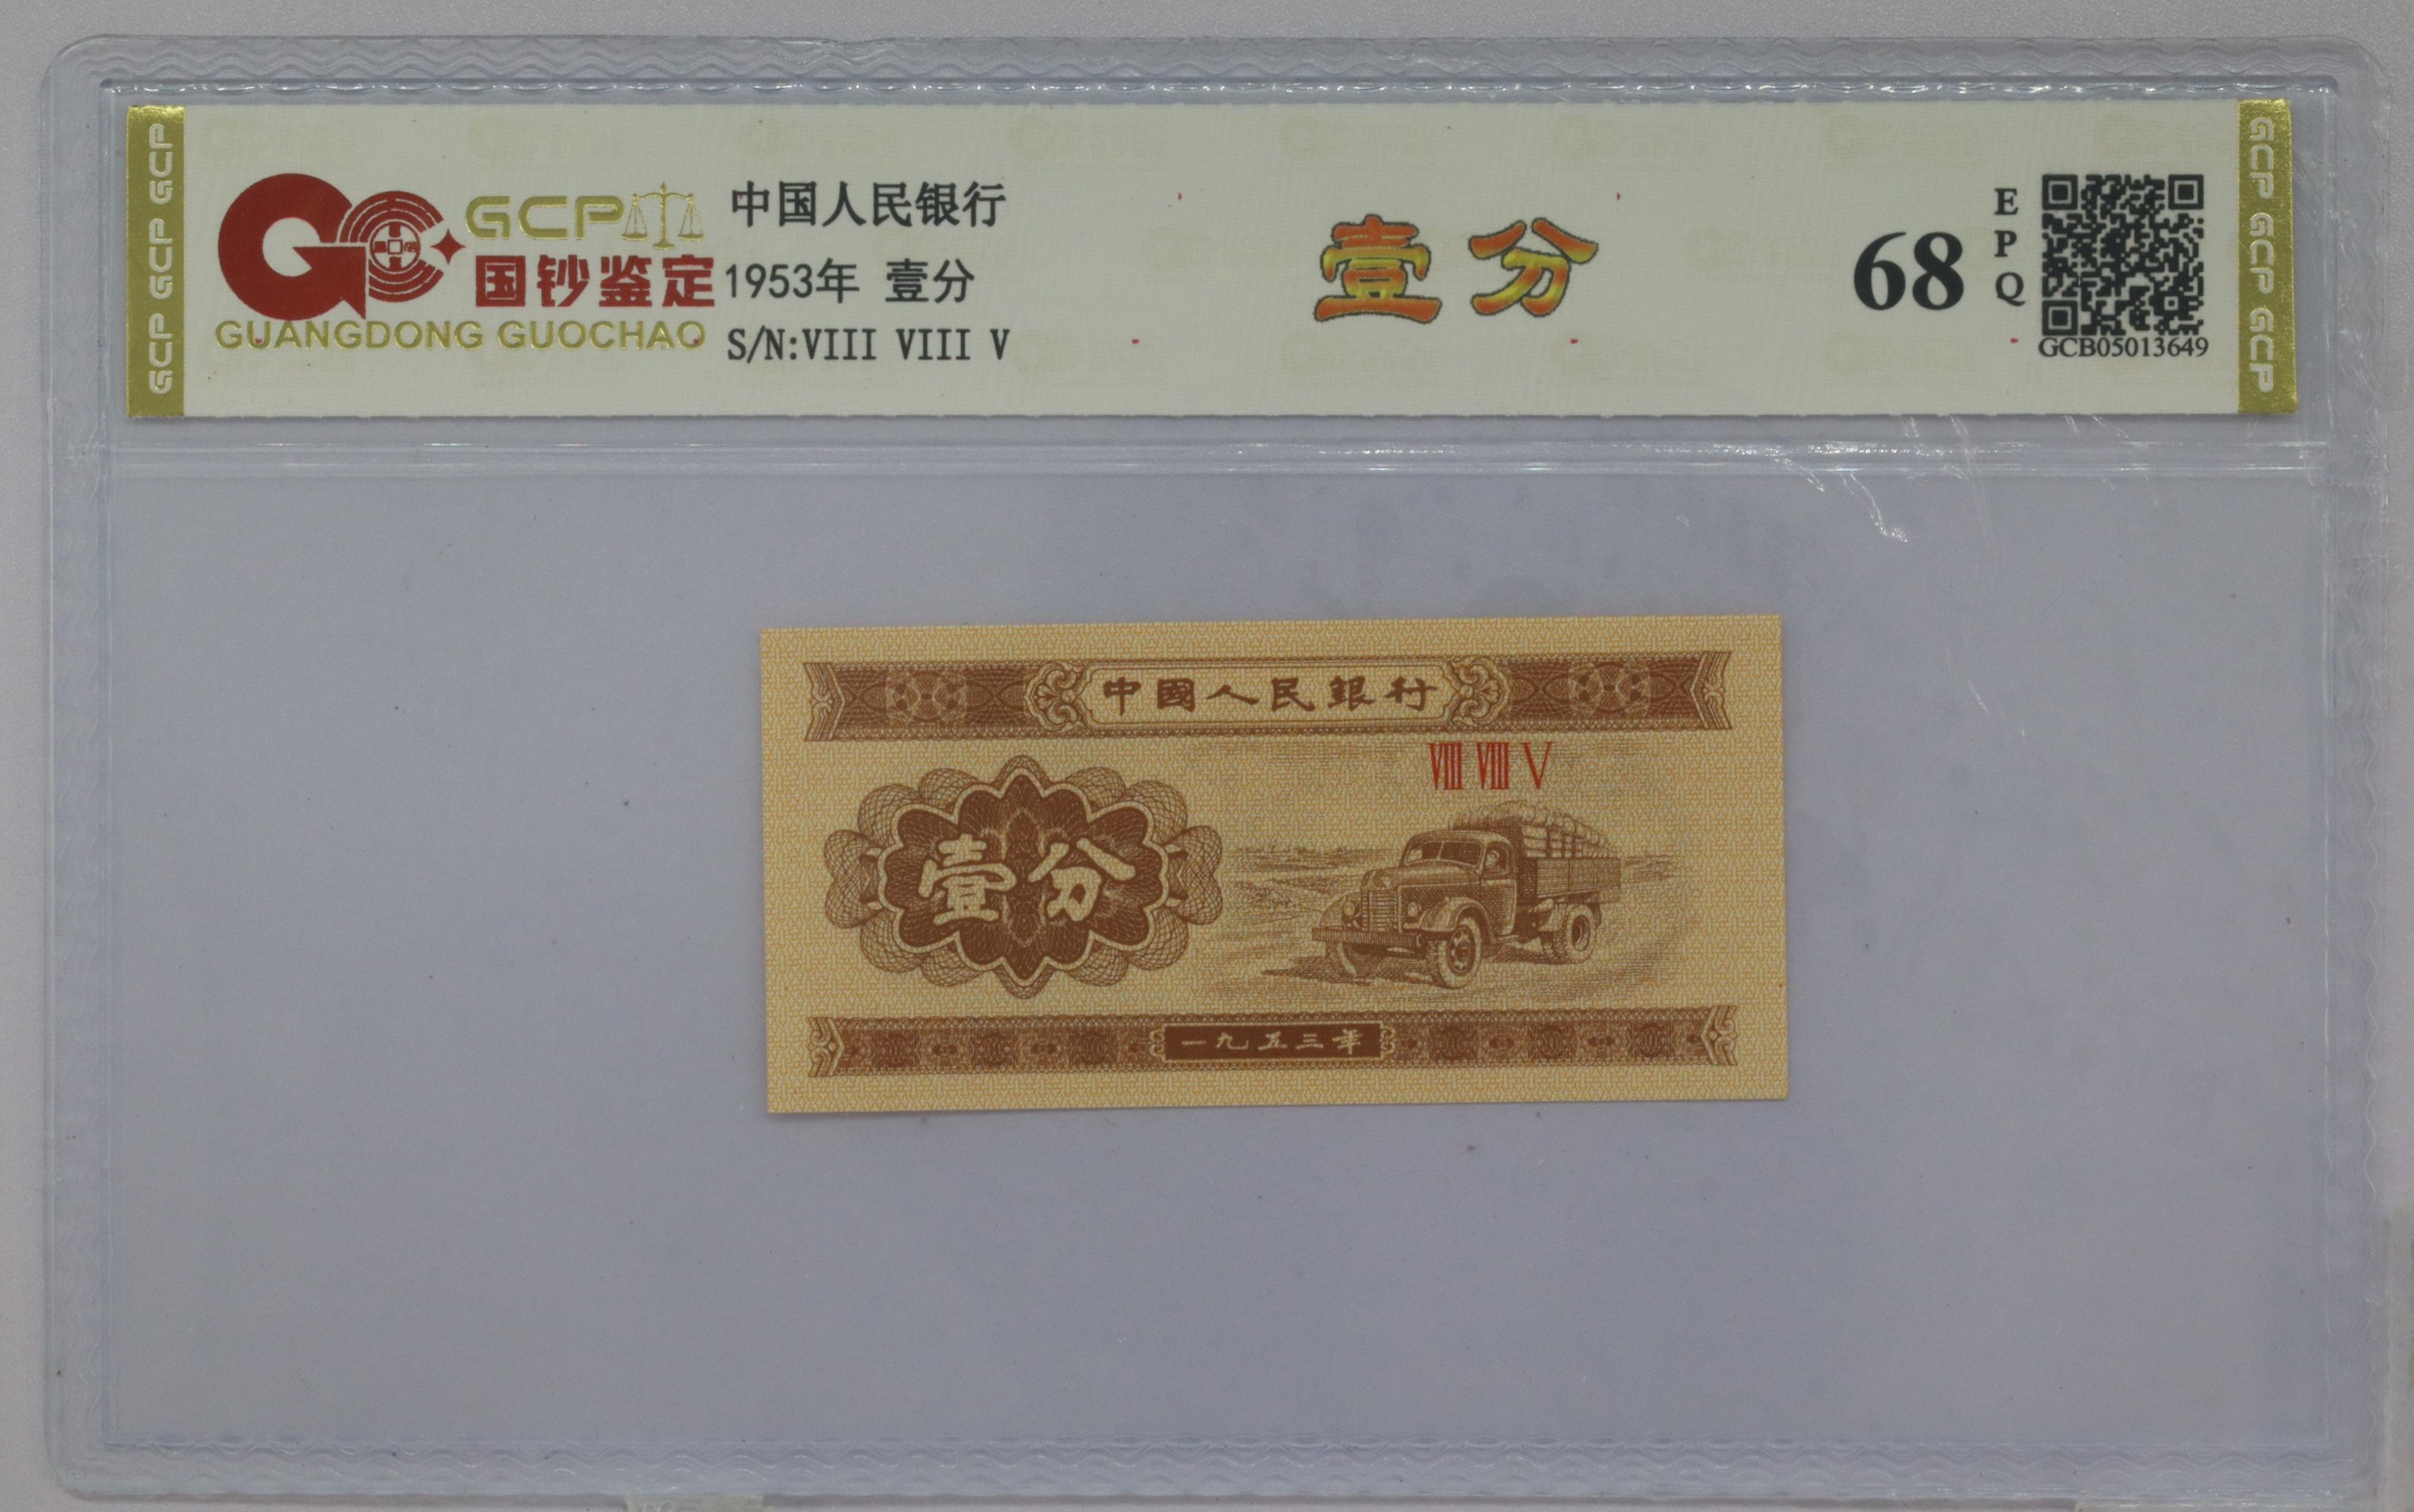 GCP GCP GCP
GCP
国钞鉴定
GUANGDONG GUOCHAO
中国人民银行
1953年 壹分
S/N:VIII VIII V
壹分
68
EPQ
GCB05013649
GCP GCP GCP
中國人民銀行
VIII VIII V
壹分
一九五三年